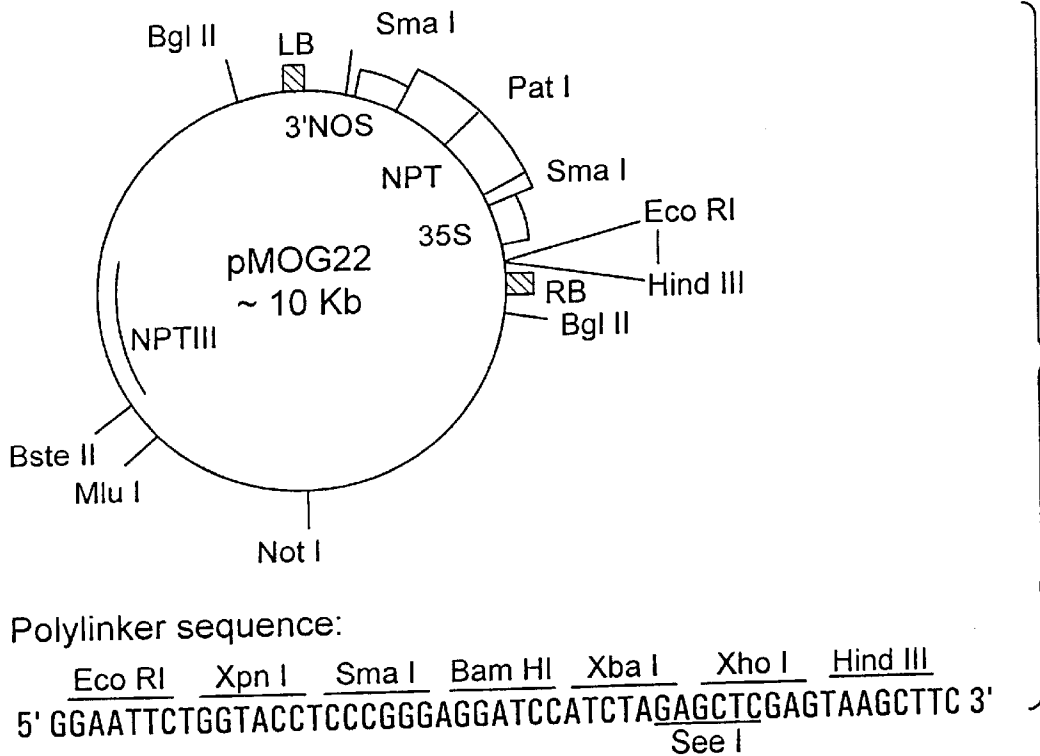 Bgl II
LB
Sma I
3'NOS
Pat I
NPT
Sma I
35S
Eco RI
Hind III
RB
Bgl II
pMOG22
~ 10 Kb
NPTIII
Bste II
Mlu I
Not I
Polylinker sequence:
Eco RI Xpn I Sma I Bam HI Xba I Xho I Hind III
5' GGAATTCTGGTACCTCCCGGGAGGATCCATCTAGAGCTCGAGTAAGCTTC 3'
See I